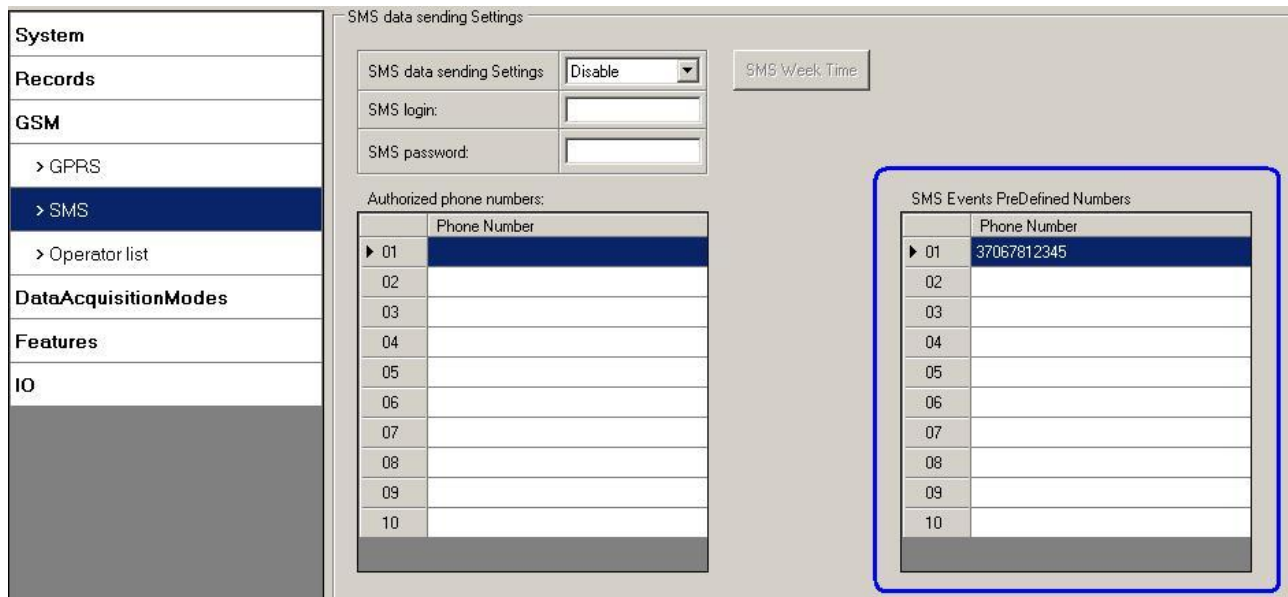 System
Records
GSM
> GPRS
> SMS
> Operator list
DataAcquisitionModes
Features
IO
SMS data sending Settings
SMS data sending Settings Disable SMS Week Time
SMS login:
SMS password:
Authorized phone numbers:
Phone Number
01
02
03
04
05
06
07
08
09
10
SMS Events PreDefined Numbers
Phone Number
01 37067812345
02
03
04
05
06
07
08
09
10